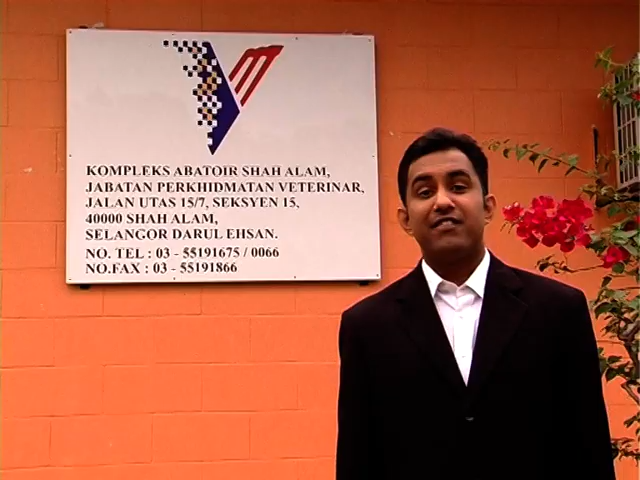 KOMPLEKS ABATOIR SHAH ALAM,
JABATAN PERKHIDMATAN VETERINAR,
JALAN UTAS 15/7, SEKSYEN 15,
40000 SHAH ALAM,
SELANGOR DARUL EHSAN.
NO. TEL : 03 - 55191675 / 0066
NO.FAX : 03 - 55191866